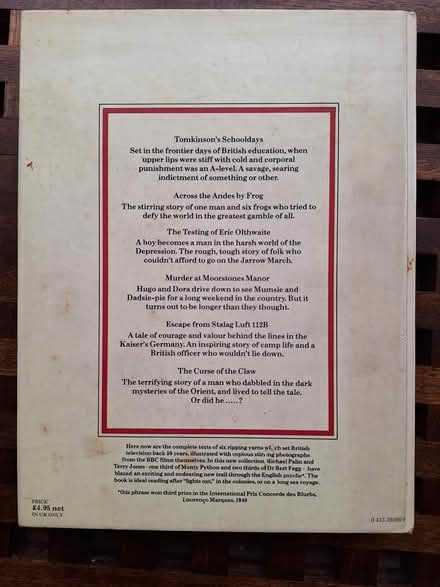 Tomkinson's Schooldays
Set in the frontier days of British education, when
upper lips were stiff with cold and corporal
punishment was an A-level. A savage, searing
indictment of something or other.
Across the Andes by Frog
The stirring story of one man and six frogs who tried to
defy the world in the greatest gamble of all.
The Testing of Eric Olthwaite
A boy becomes a man in the harsh world of the
Depression. The rough, tough story of folk who
couldn't afford to go on the Jarrow March.
Murder at Moorstones Manor
Hugo and Dora drive down to see Mumsie and
Dadsie-pie for a long weekend in the country. But it
turns out to be longer than they thought.
Escape from Stalag Luft 112B
A tale of courage and valour behind the lines in the
Kaiser's Germany. An inspiring story of camp life and a
British officer who wouldn't lie down.
The Curse of the Claw
The terrifying story of a man who dabbled in the dark
mysteries of the Orient, and lived to tell the tale.
Or did he .....?
Here now are the complete texts of six ripping yarns which set British
television back 50 years, illustrated with copious stirring photographs
from the BBC films themselves. In this new collection, Michael Palin and
Terry Jones - one third of Monty Python and two thirds of Dr Bert Fegg - have
blazed an exciting and endearing new trail through the English psyche*. The
book is ideal reading after "lights out," in the colonies, or on a long sea voyage.
*this phrase won third prize in the International Prix Concorde des Blurbs,
Lourenço Marques, 1948
PRICE
£4.95 net
IN UK ONLY